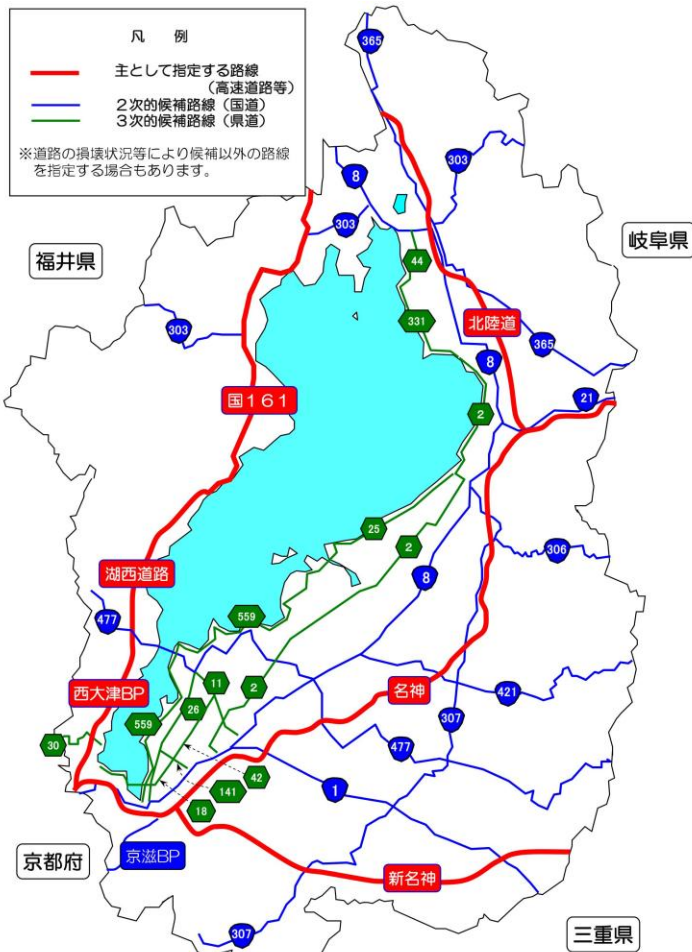 凡 例
主として指定する路線
(高速道路等)
2次的候補路線(国道)
3次的候補路線(県道)
※道路の損壊状況等により候補以外の路線
を指定する場合もあります。
365
303
8
303
福井県
岐阜県
44
303
331
北陸道
365
8
国161
21
2
25
2
306
湖西道路
8
477
559
11
2
名神
西大津BP
26
421
559
307
30
477
42
1
141
18
京都府
京滋BP
新名神
307
三重県